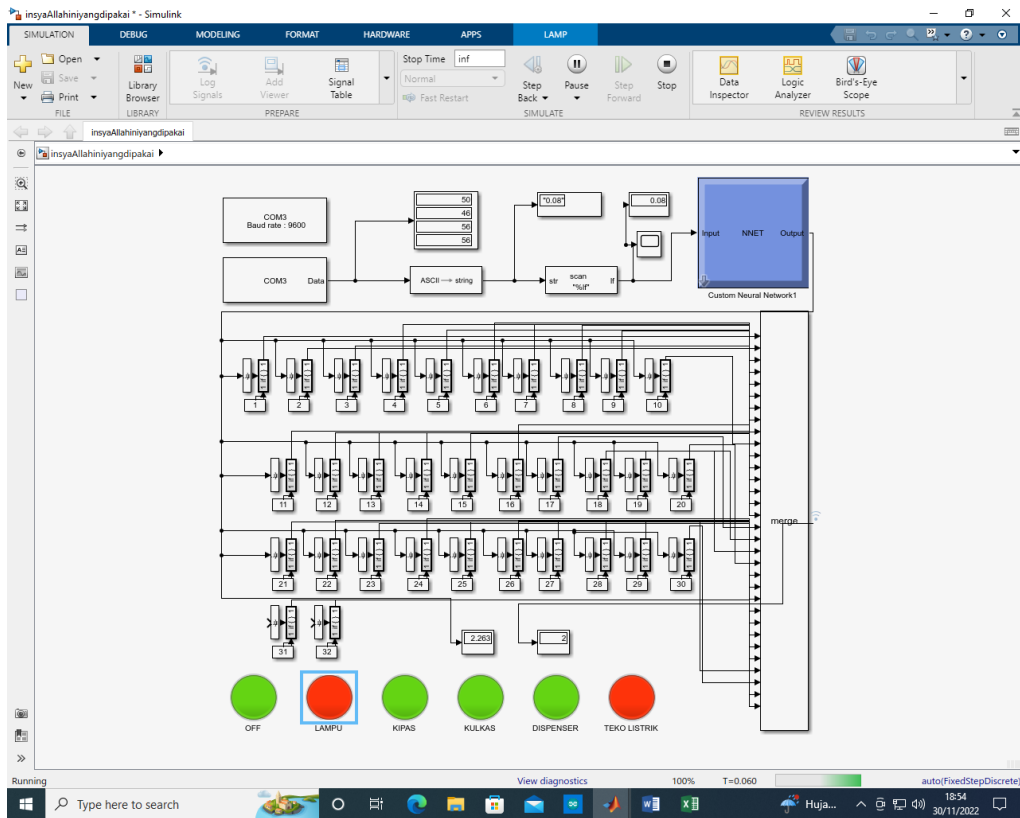 insyaAllahiniyangdipakai * - Simulink
SIMULATION DEBUG MODELING FORMAT HARDWARE APPS LAMP
New
Open
Save
Print
FILE
Library Browser
LIBRARY
Log Signals
Add Viewer
Signal Table
PREPARE
Stop Time inf
Normal
Fast Restart
Step Back
Pause
Step Forward
Stop
SIMULATE
Data Inspector
Logic Analyzer
Bird's-Eye Scope
REVIEW RESULTS
insyaAllahiniyangdipakai
insyaAllahiniyangdipakai
COM3
Baud rate : 9600
50
46
56
56
"0.08"
0.08
Input NNET Output
Custom Neural Network1
COM3 Data
ASCII → string
str scan "%lf" lf
1 2 3 4 5 6 7 8 9 10
11 12 13 14 15 16 17 18 19 20
merge
21 22 23 24 25 26 27 28 29 30
31 32
2.263
2
OFF LAMPU KIPAS KULKAS DISPENSER TEKO LISTRIK
Running View diagnostics 100% T=0.060 auto(FixedStepDiscrete)
Type here to search
Huja...
18:54
30/11/2022